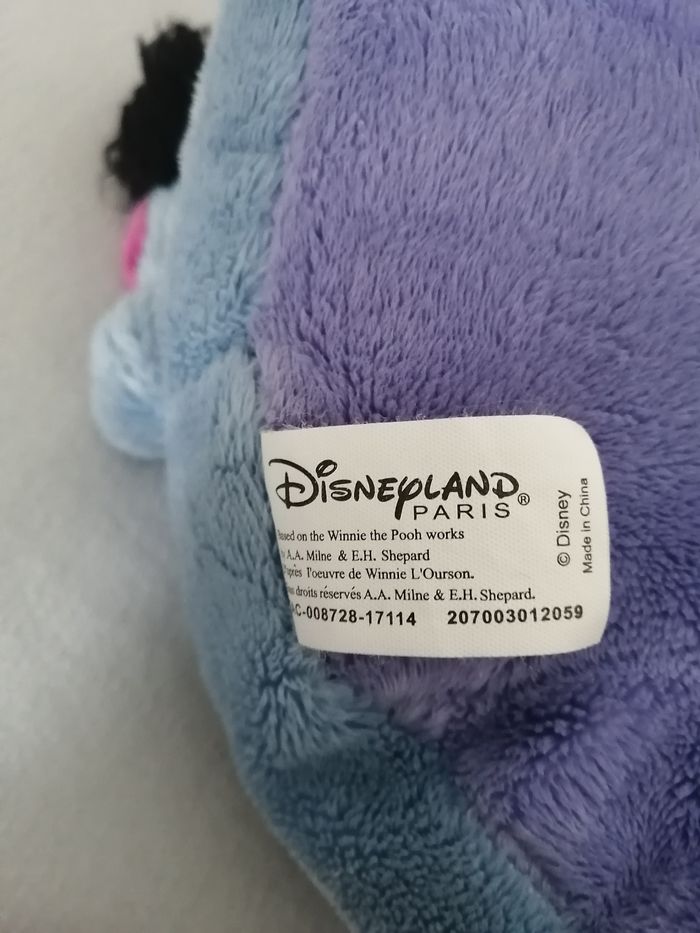 DISNEYLAND®
PARIS
Based on the Winnie the Pooh works
A.A. Milne & E.H. Shepard
l'oeuvre de Winnie L'Ourson.
droits réservés A.A. Milne & E.H. Shepard.
C-008728-17114 207003012059
© Disney
Made in China